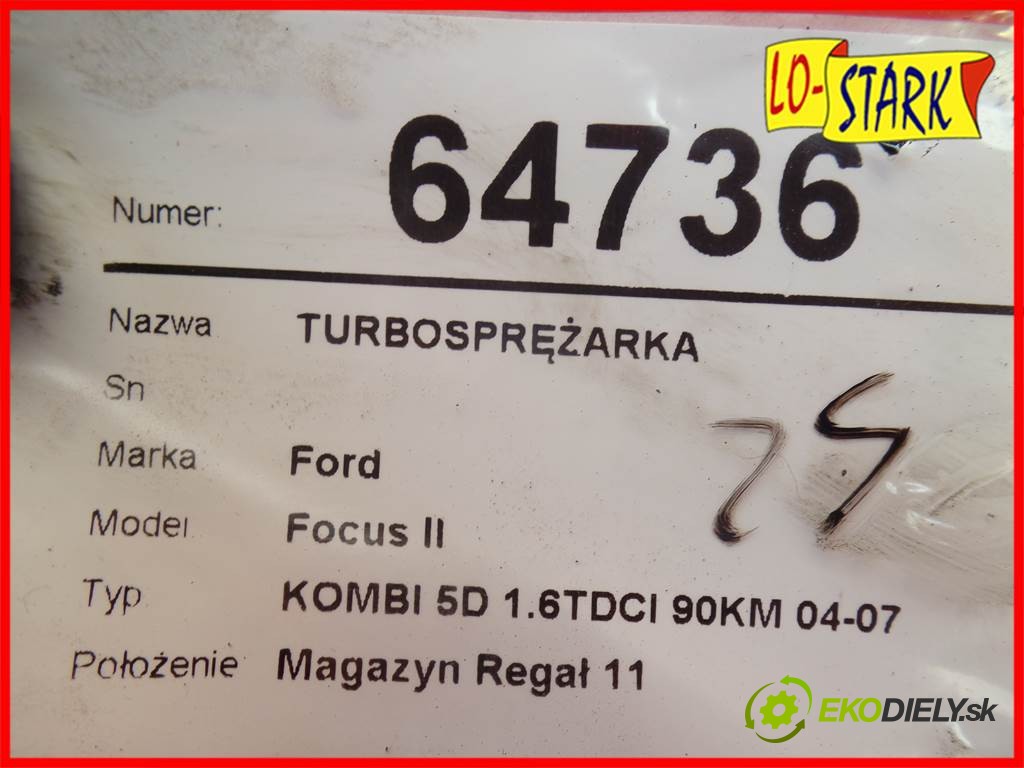 LO-STARK
Numer: 64736
Nazwa TURBOSPRĘŻARKA
Sn
Marka Ford
Model Focus II
Typ KOMBI 5D 1.6TDCI 90KM 04-07
Położenie Magazyn Regał 11
EKODIELY.sk